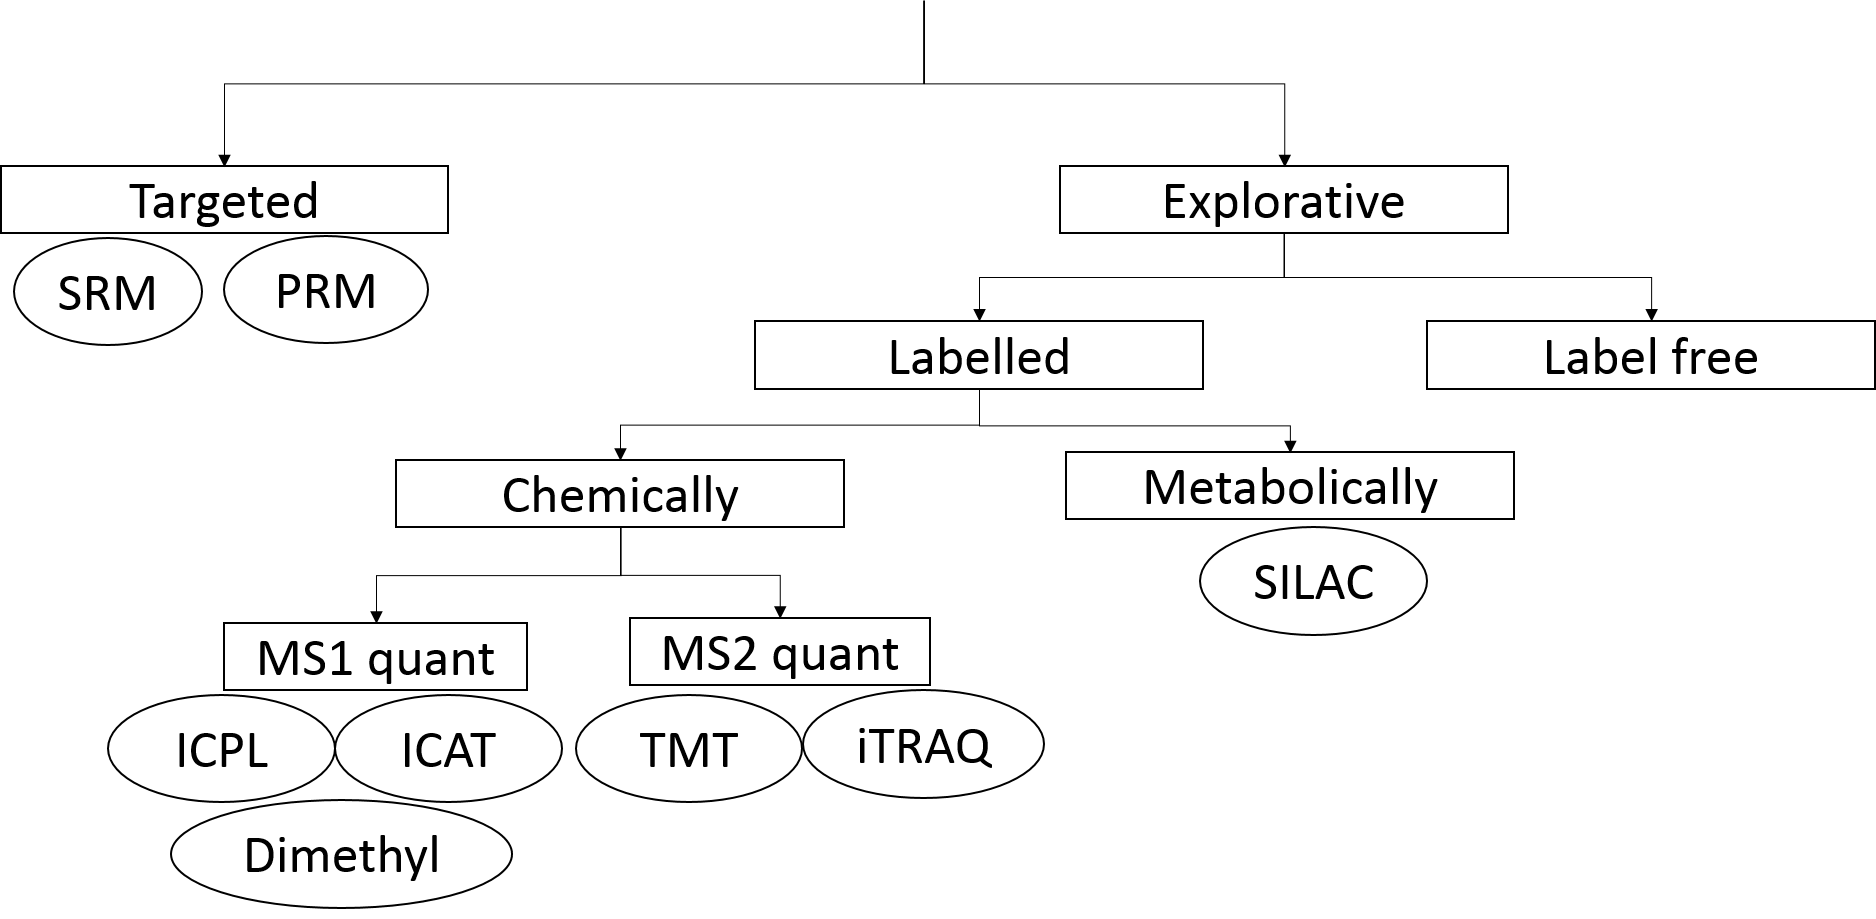 Targeted
Explorative
SRM
PRM
Labelled
Label free
Chemically
Metabolically
SILAC
MS1 quant
MS2 quant
ICPL
ICAT
TMT
iTRAQ
Dimethyl